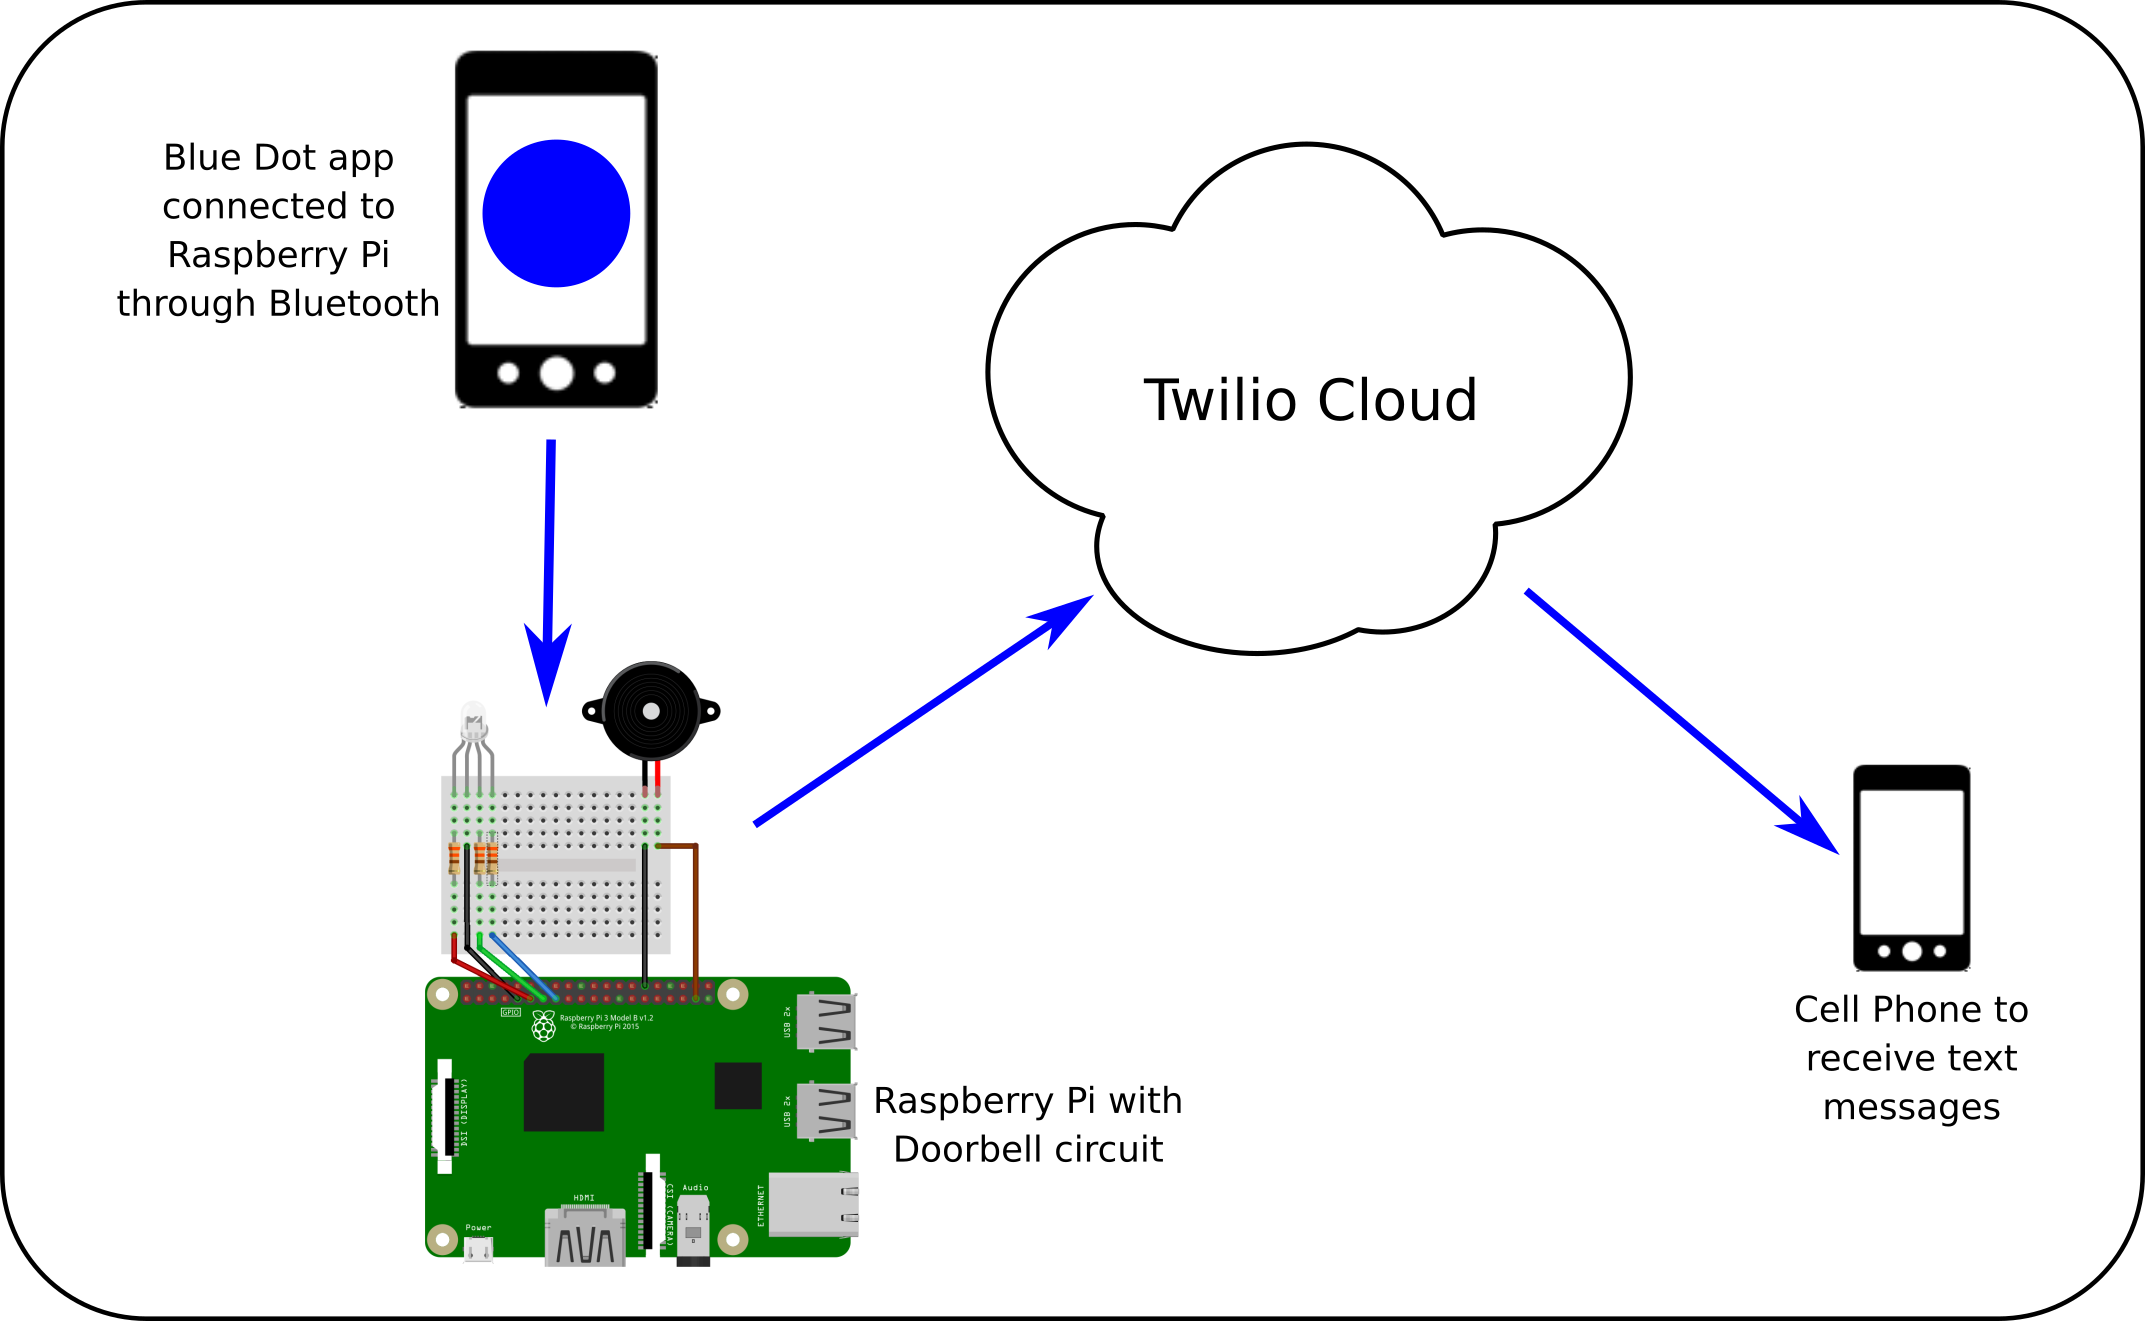 Blue Dot app
connected to
Raspberry Pi
through Bluetooth
Twilio Cloud
GPIO
Raspberry Pi 3 Model B v1.2
© Raspberry Pi 2015
USB 2x
DSI (DISPLAY)
USB 2x
Raspberry Pi with
Doorbell circuit
HDMI
CSI (CAMERA)
Audio
ETHERNET
Power
Cell Phone to
receive text
messages